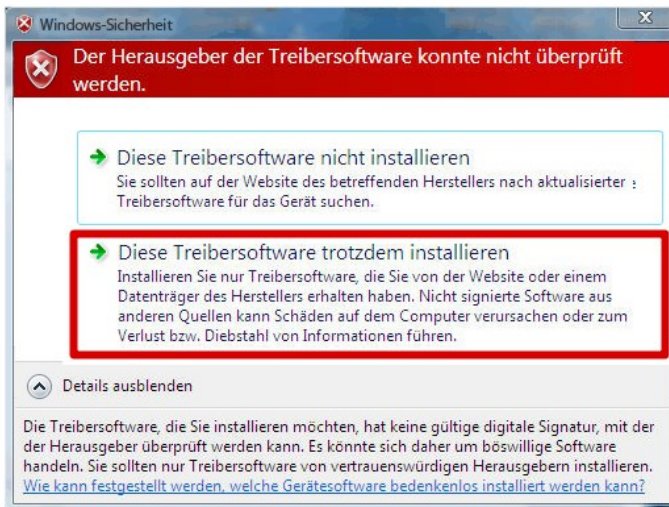 Windows-Sicherheit
Der Herausgeber der Treibersoftware konnte nicht überprüft
werden.
Diese Treibersoftware nicht installieren
Sie sollten auf der Website des betreffenden Herstellers nach aktualisierter
Treibersoftware für das Gerät suchen.
Diese Treibersoftware trotzdem installieren
Installieren Sie nur Treibersoftware, die Sie von der Website oder einem
Datenträger des Herstellers erhalten haben. Nicht signierte Software aus
anderen Quellen kann Schäden auf dem Computer verursachen oder zum
Verlust bzw. Diebstahl von Informationen führen.
Details ausblenden
Die Treibersoftware, die Sie installieren möchten, hat keine gültige digitale Signatur, mit der
der Herausgeber überprüft werden kann. Es könnte sich daher um böswillige Software
handeln. Sie sollten nur Treibersoftware von vertrauenswürdigen Herausgebern installieren.
Wie kann festgestellt werden, welche Gerätesoftware bedenkenlos installiert werden kann?